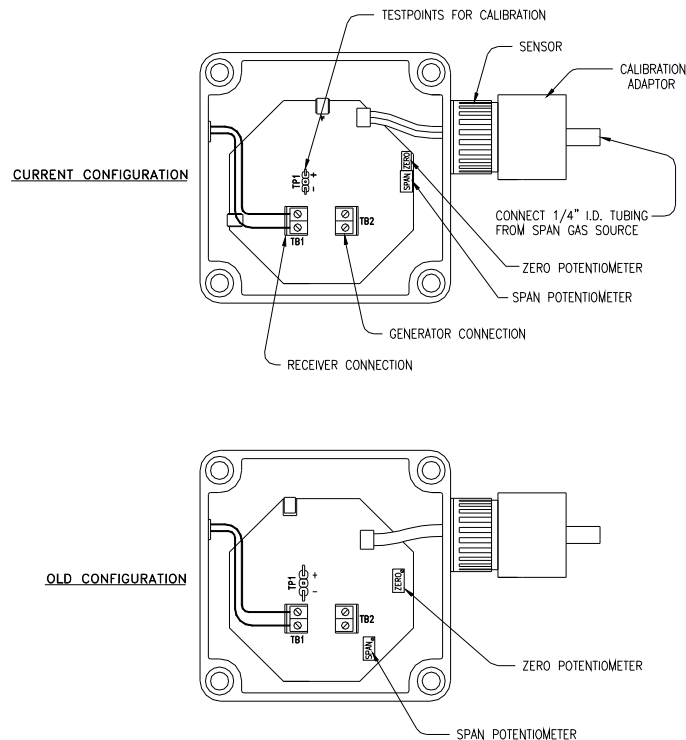 TESTPOINTS FOR CALIBRATION
SENSOR
CALIBRATION
ADAPTOR
CURRENT CONFIGURATION
+
TP1
+
-
ZERO
SPAN
TB1
TB2
CONNECT 1/4" I.D. TUBING
FROM SPAN GAS SOURCE
ZERO POTENTIOMETER
SPAN POTENTIOMETER
GENERATOR CONNECTION
RECEIVER CONNECTION
OLD CONFIGURATION
TP1
+
-
ZERO
TB1
TB2
SPAN
ZERO POTENTIOMETER
SPAN POTENTIOMETER